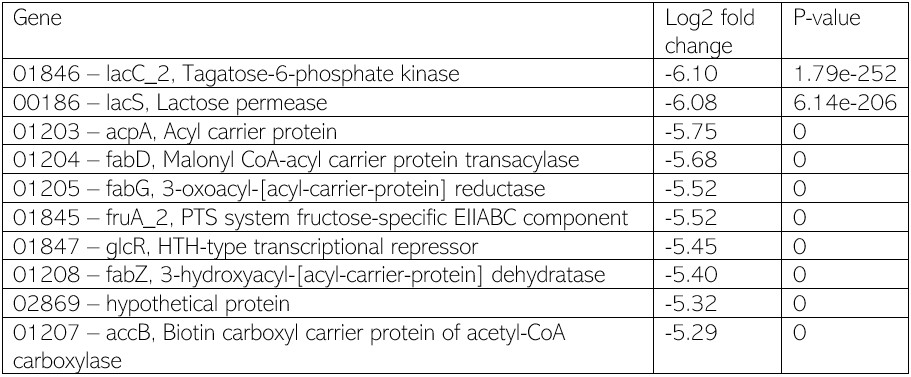 Gene Log2 fold change P-value
01846 – lacC_2, Tagatose-6-phosphate kinase -6.10 1.79e-252
00186 – lacS, Lactose permease -6.08 6.14e-206
01203 – acpA, Acyl carrier protein -5.75 0
01204 – fabD, Malonyl CoA-acyl carrier protein transacylase -5.68 0
01205 – fabG, 3-oxoacyl-[acyl-carrier-protein] reductase -5.52 0
01845 – fruA_2, PTS system fructose-specific EIIABC component -5.52 0
01847 – glcR, HTH-type transcriptional repressor -5.45 0
01208 – fabZ, 3-hydroxyacyl-[acyl-carrier-protein] dehydratase -5.40 0
02869 – hypothetical protein -5.32 0
01207 – accB, Biotin carboxyl carrier protein of acetyl-CoA -5.29 0
carboxylase